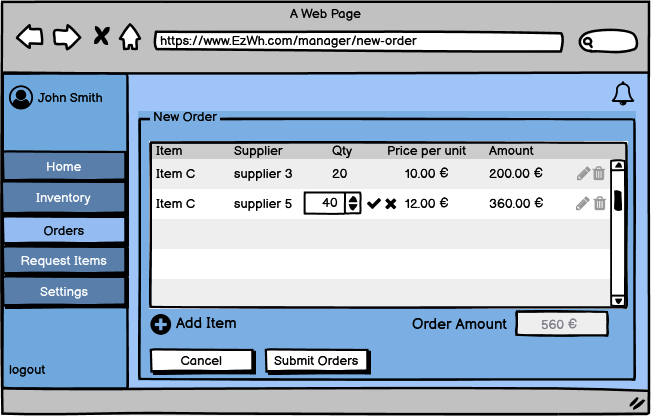 A Web Page
https://www.EzWh.com/manager/new-order
John Smith
New Order
Item Supplier Qty Price per unit Amount
Item C supplier 3 20 10.00 € 200.00 €
Item C supplier 5 40 12.00 € 360.00 €
Home
Inventory
Orders
Request Items
Settings
Add Item Order Amount 560 €
Cancel Submit Orders
logout